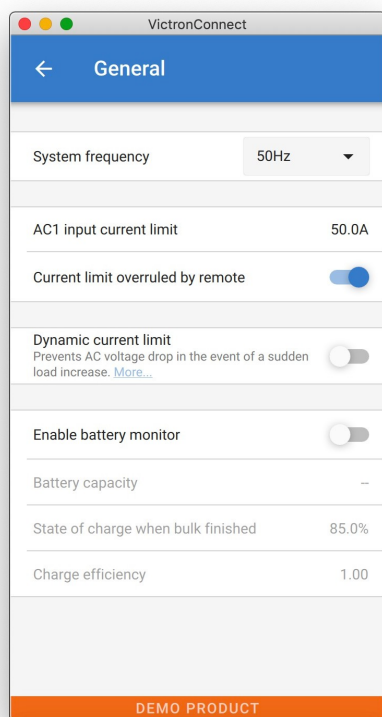 VictronConnect
General
System frequency 50Hz
AC1 input current limit 50.0A
Current limit overruled by remote
Dynamic current limit
Prevents AC voltage drop in the event of a sudden
load increase. More...
Enable battery monitor
Battery capacity --
State of charge when bulk finished 85.0%
Charge efficiency 1.00
DEMO PRODUCT